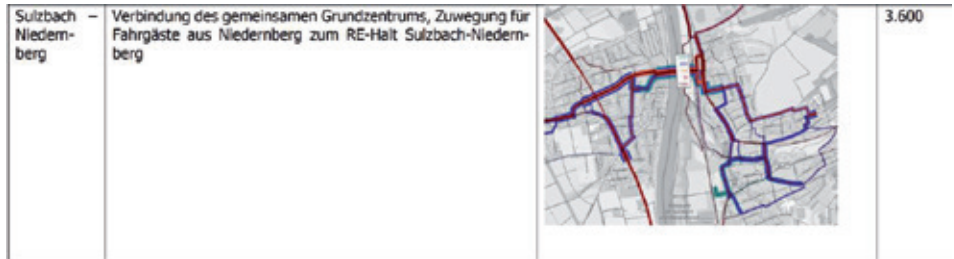 Sulzbach –
Niedern-
berg
Verbindung des gemeinsamen Grundzentrums, Zuwegung für
Fahrgäste aus Niedernberg zum RE-Halt Sulzbach-Niedern-
berg
3.600